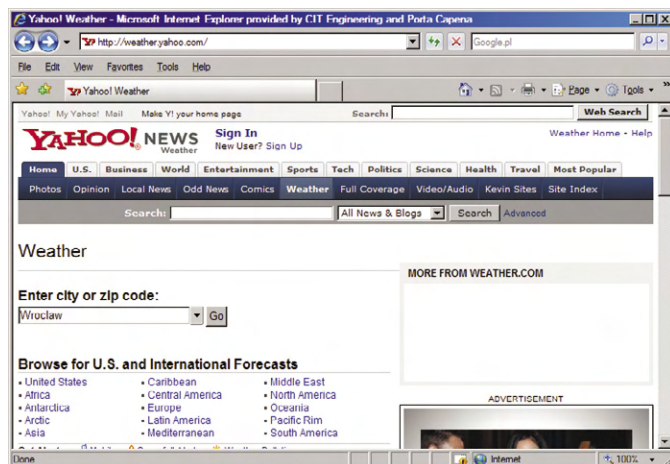 Yahoo! Weather - Microsoft Internet Explorer provided by CIT Engineering and Porta Capena
http://weather.yahoo.com/
Google.pl
File Edit View Favorites Tools Help
Yahoo! Weather
Page Tools
Yahoo! My Yahoo! Mail Make Y! your home page Search: Web Search
YAHOO! NEWS Weather
Sign In
New User? Sign Up
Weather Home - Help
Home U.S. Business World Entertainment Sports Tech Politics Science Health Travel Most Popular
Photos Opinion Local News Odd News Comics Weather Full Coverage Video/Audio Kevin Sites Site Index
Search: All News & Blogs Search Advanced
Weather
MORE FROM WEATHER.COM
Enter city or zip code:
Wroclaw Go
Browse for U.S. and International Forecasts
United States Caribbean Middle East
Africa Central America North America
Antarctica Europe Oceania
Arctic Latin America Pacific Rim
Asia Mediterranean South America
ADVERTISEMENT
Done Internet 100%